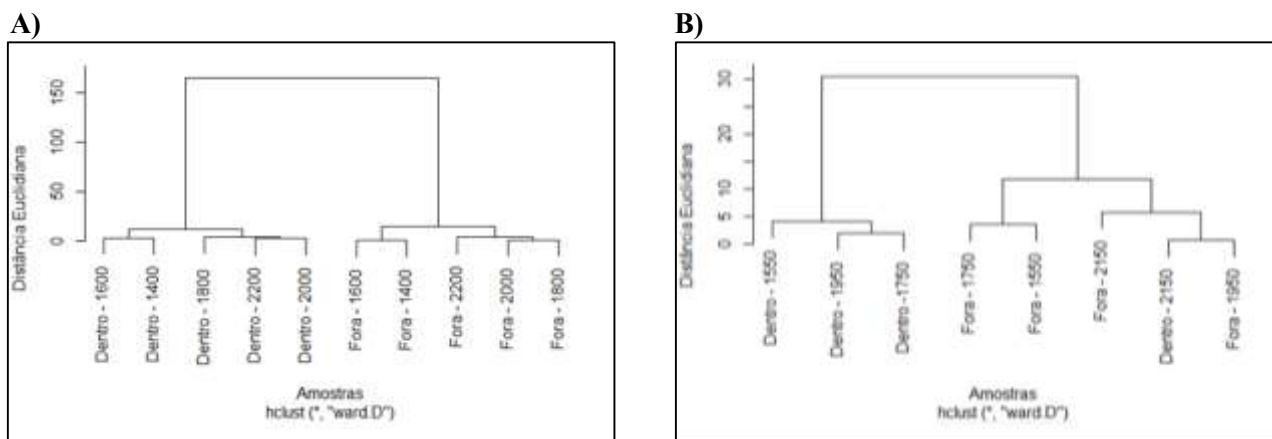 A)
150
100
50
0
Distância Euclidiana
Dentro - 1600
Dentro - 1400
Dentro - 1800
Dentro - 2200
Dentro - 2000
Fora - 1600
Fora - 1400
Fora - 2200
Fora - 2000
Fora - 1800
Amostras
hclust (*, "ward.D")
B)
30
20
10
5
0
Distância Euclidiana
Dentro - 1550
Dentro - 1950
Dentro -1750
Fora - 1750
Fora - 1550
Fora - 2150
Dentro - 2150
Fora - 1950
Amostras
hclust (*, "ward.D")